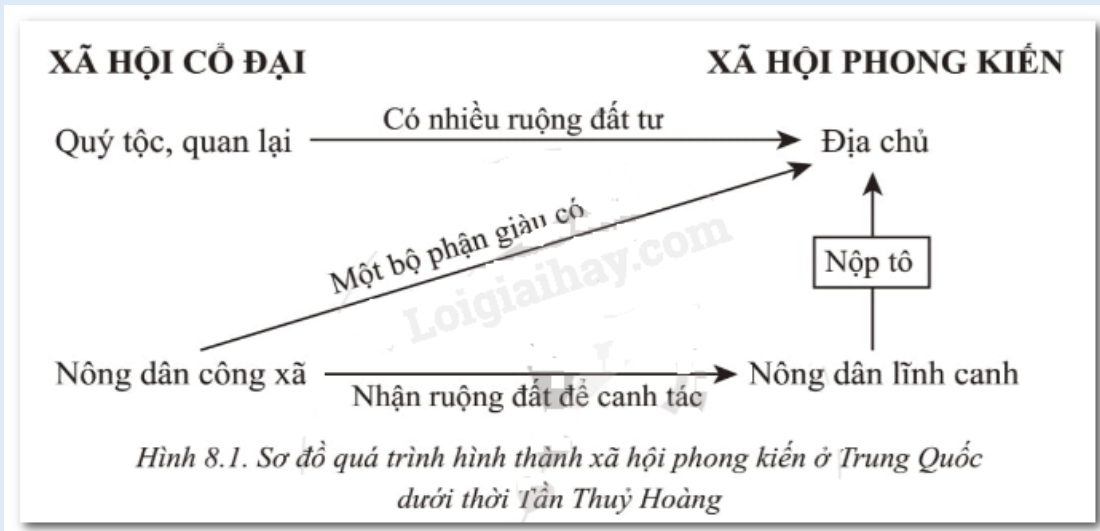 XÃ HỘI CỔ ĐẠI
XÃ HỘI PHONG KIẾN
Quý tộc, quan lại
Có nhiều ruộng đất tư
Địa chủ
Một bộ phận giàu có
Nộp tô
Loigiaihay.com
Nông dân công xã
Nhận ruộng đất để canh tác
Nông dân lĩnh canh
Hình 8.1. Sơ đồ quá trình hình thành xã hội phong kiến ở Trung Quốc
dưới thời Tần Thuỷ Hoàng